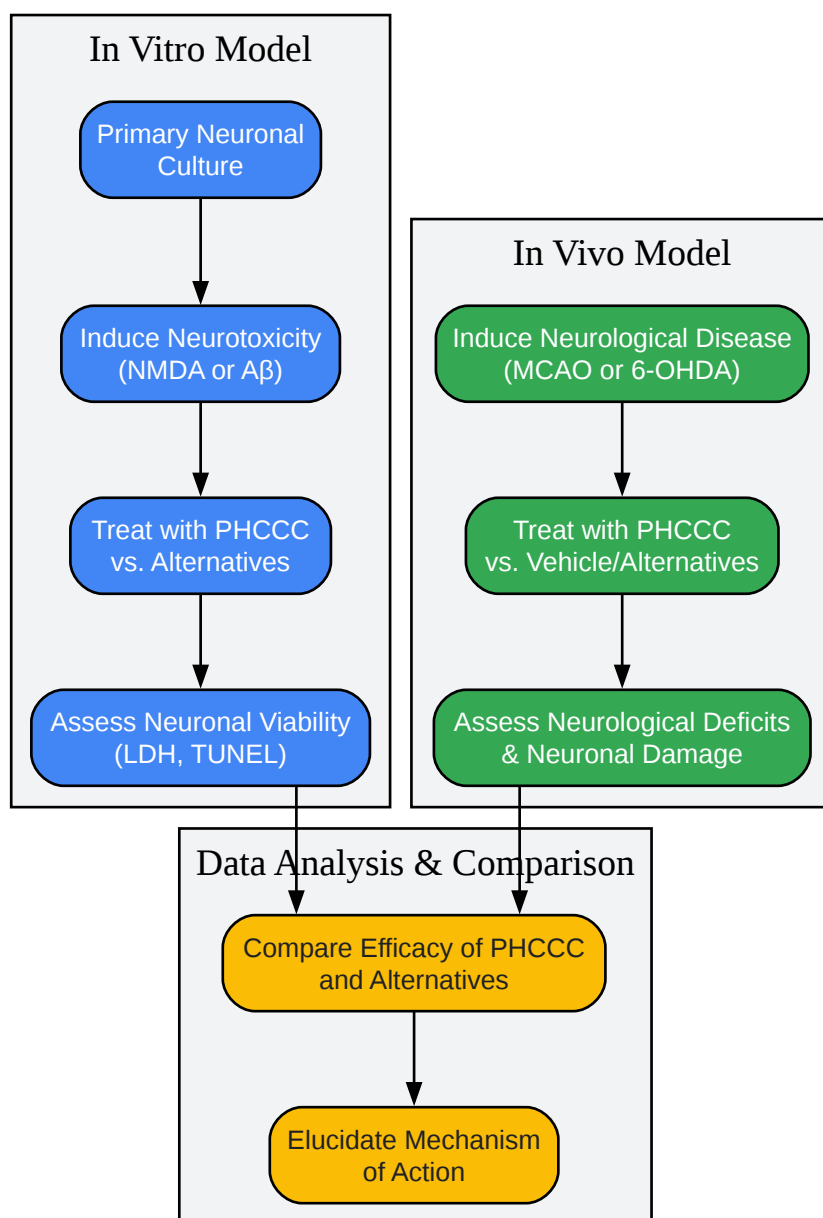 In Vitro Model
Primary Neuronal
Culture
Induce Neurotoxicity
(NMDA or Aβ)
Treat with PHCCC
vs. Alternatives
Assess Neuronal Viability
(LDH, TUNEL)
In Vivo Model
Induce Neurological Disease
(MCAO or 6-OHDA)
Treat with PHCCC
vs. Vehicle/Alternatives
Assess Neurological Deficits
& Neuronal Damage
Data Analysis & Comparison
Compare Efficacy of PHCCC
and Alternatives
Elucidate Mechanism
of Action